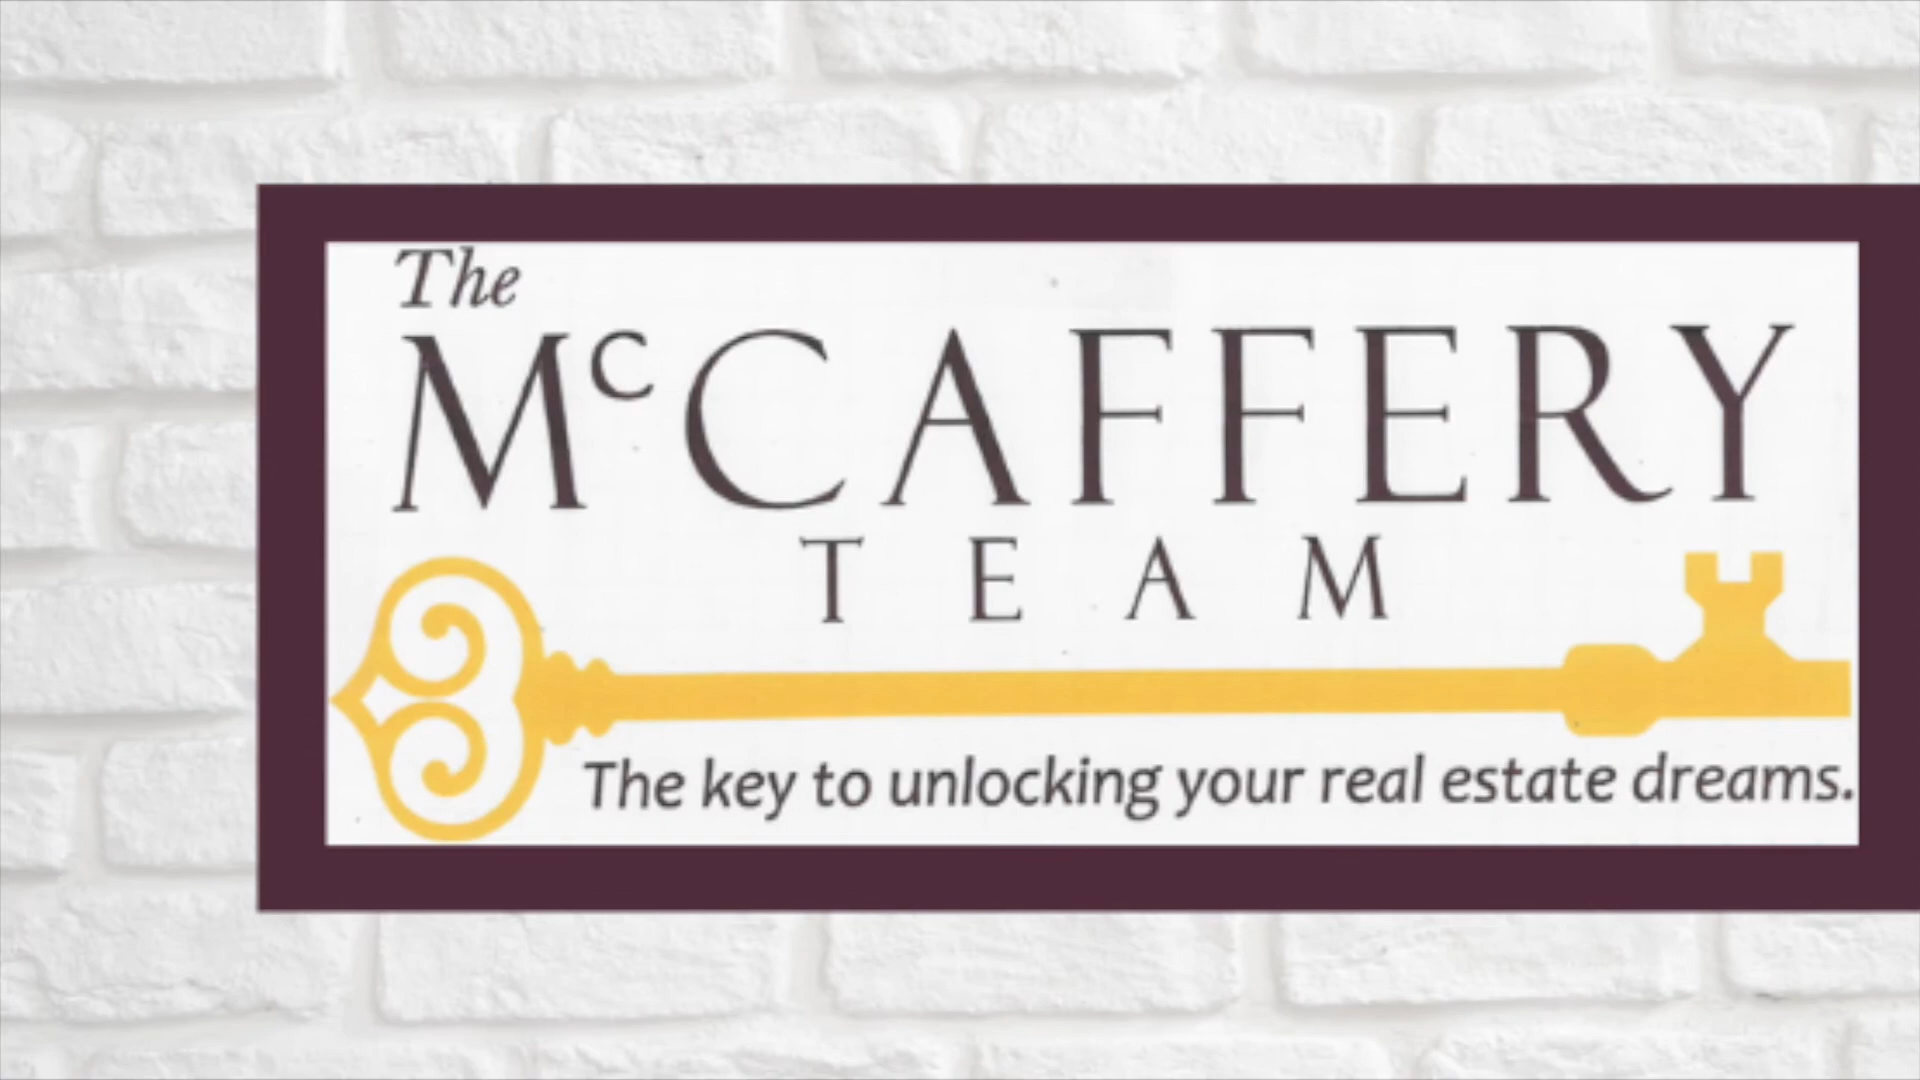 The
McCAFFERY
TEAM
The key to unlocking your real estate dreams.